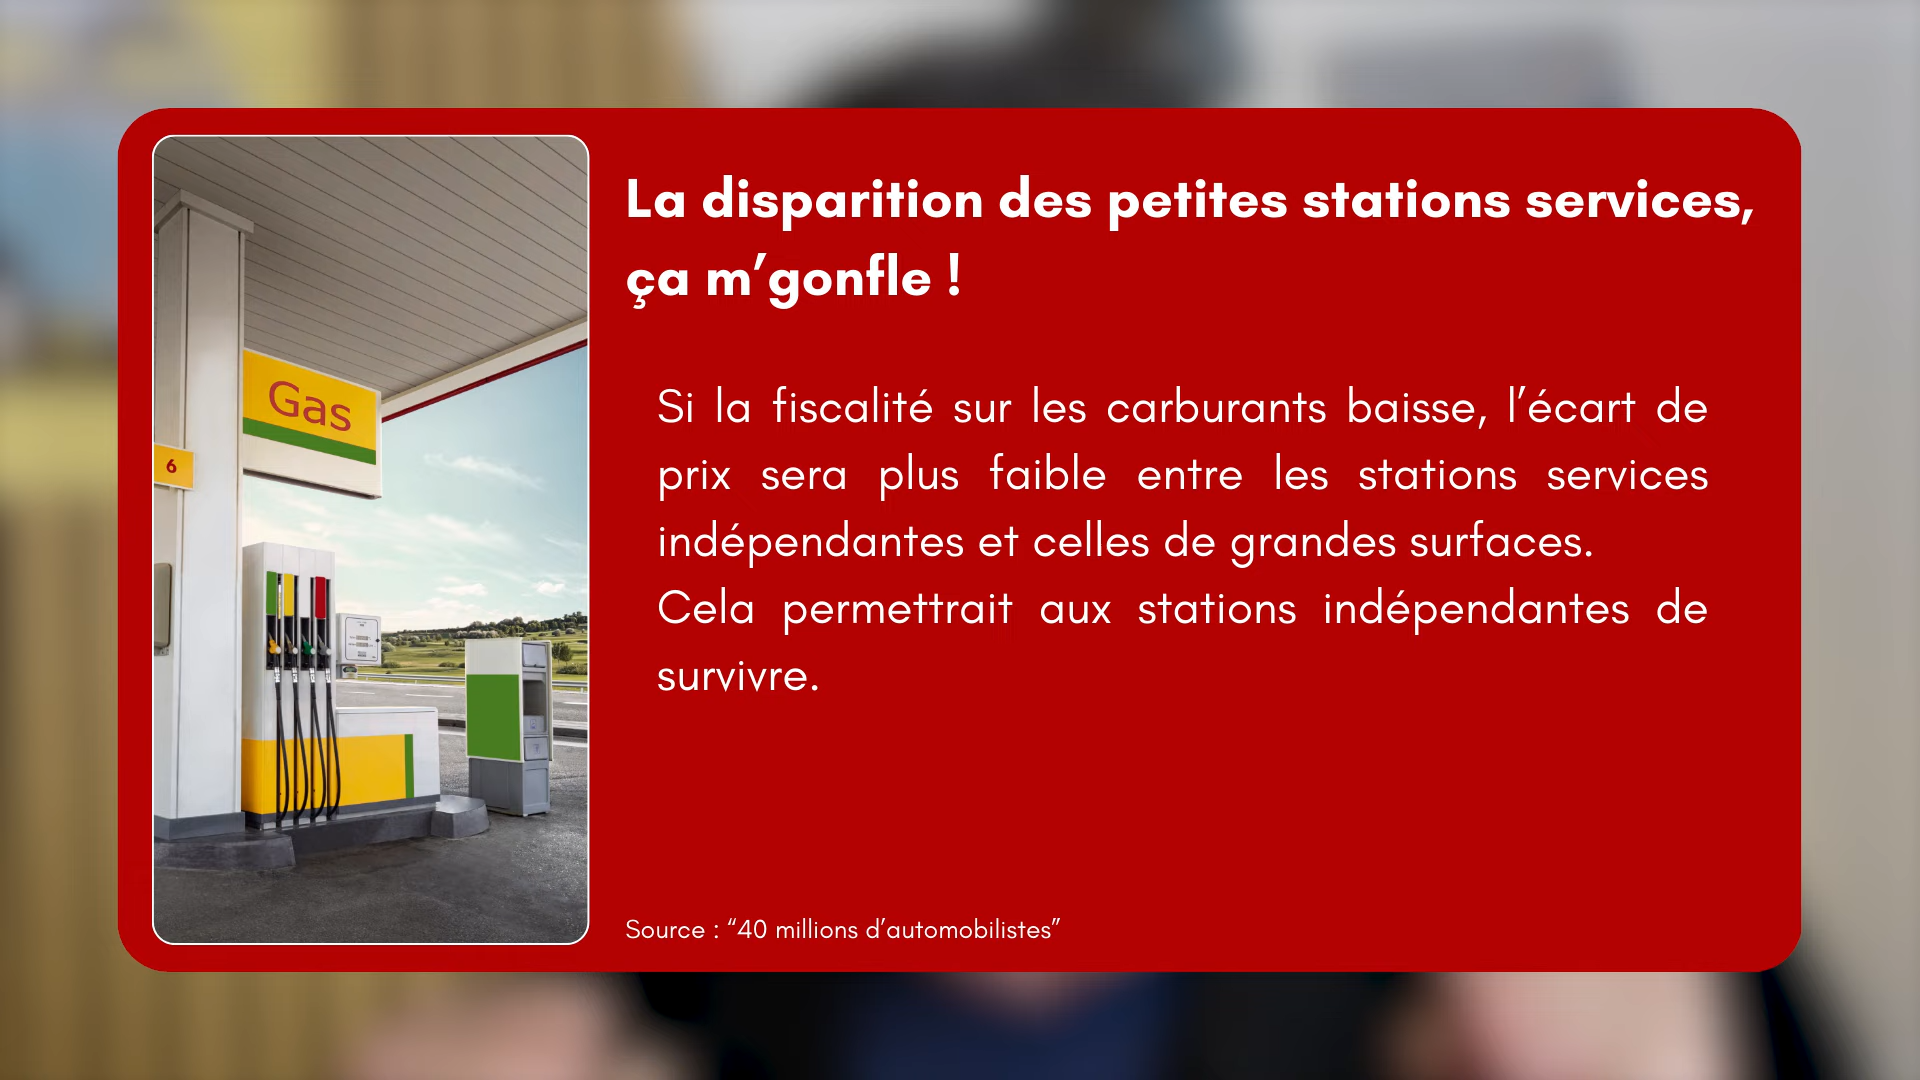 La disparition des petites stations services,
ça m’gonfle !
Gas
6
Si la fiscalité sur les carburants baisse, l’écart de
prix sera plus faible entre les stations services
indépendantes et celles de grandes surfaces.
Cela permettrait aux stations indépendantes de
survivre.
Source : “40 millions d’automobilistes”